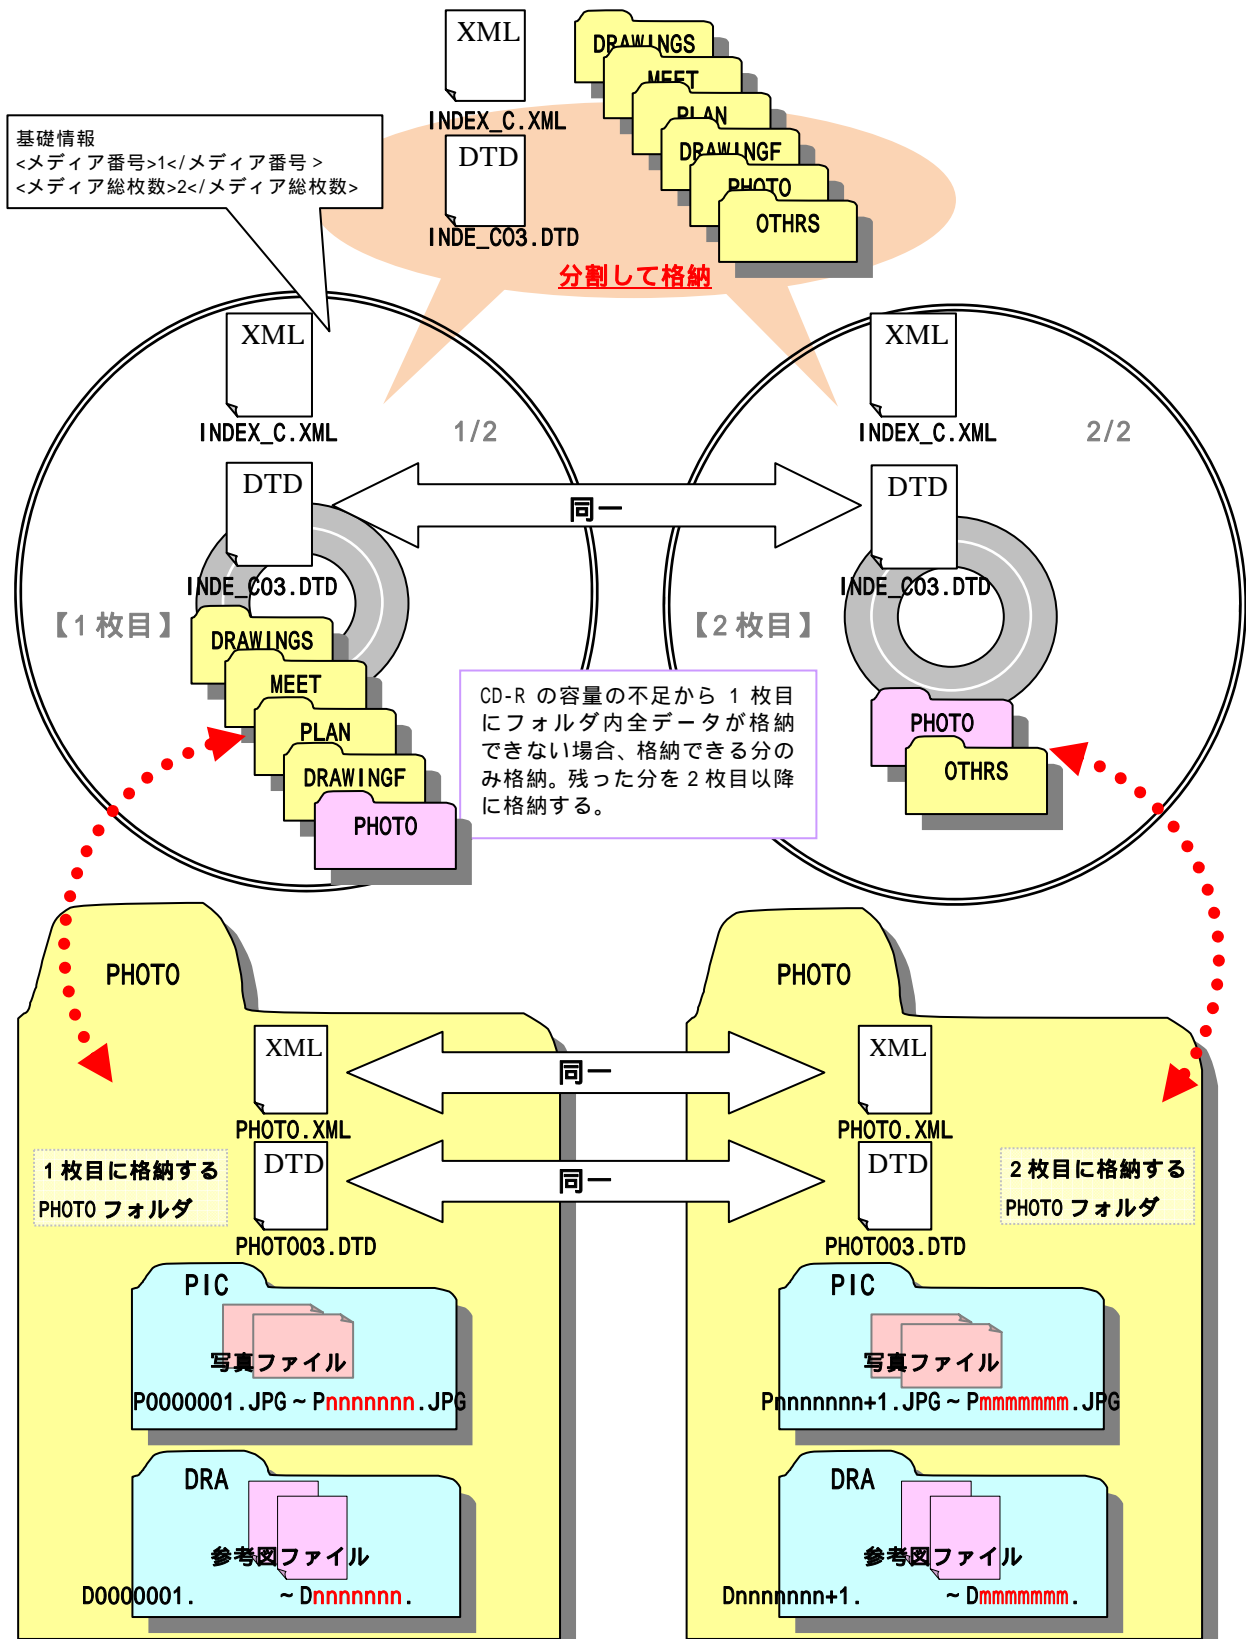 XML
INDEX_C.XML
DTD
INDE_C03.DTD
DRAWINGS
MEET
PLAN
DRAWINGF
PHOTO
OTHRS
基礎情報
<メディア番号>1</メディア番号>
<メディア総枚数>2</メディア総枚数>
分割して格納
XML
INDEX_C.XML
1/2
DTD
INDE_C03.DTD
【1枚目】
DRAWINGS
MEET
PLAN
DRAWINGF
PHOTO
同一
XML
INDEX_C.XML
2/2
DTD
INDE_C03.DTD
【2枚目】
PHOTO
OTHRS
CD-R の容量の不足から 1 枚目
にフォルダ内全データが格納
できない場合、格納できる分の
み格納。残った分を 2 枚目以降
に格納する。
PHOTO
XML
PHOTO.XML
DTD
PHOTO03.DTD
1枚目に格納する
PHOTO フォルダ
PIC
写真ファイル
P0000001.JPG~Pnnnnnnn.JPG
DRA
参考図ファイル
D0000001. ~Dnnnnnnn.
同一
同一
PHOTO
XML
PHOTO.XML
DTD
PHOTO03.DTD
2枚目に格納する
PHOTO フォルダ
PIC
写真ファイル
Pnnnnnnn+1.JPG~Pmmmmmmm.JPG
DRA
参考図ファイル
Dnnnnnnn+1. ~Dmmmmmmm.